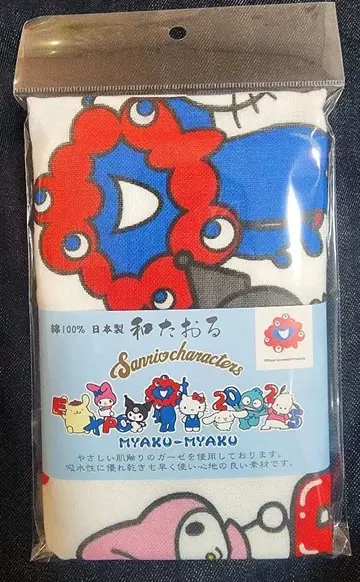 綿100% 日本製 和たおる
Sanrio characters
Official Licensed Products
EXPO 2025
MYAKU-MYAKU
やさしい肌触りのガーゼを使用しております。
吸水性に優れ乾きも早く使い心地の良い素材です。